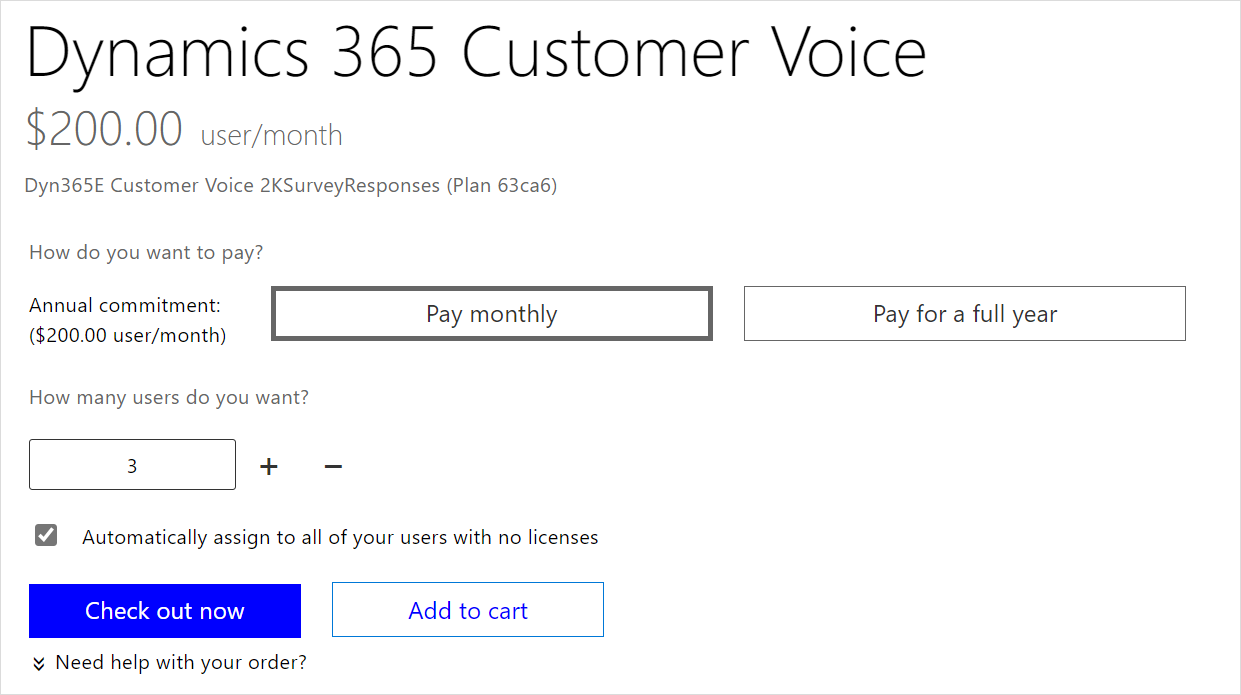 Dynamics 365 Customer Voice
$200.00 user/month
Dyn365E Customer Voice 2KSurveyResponses (Plan 63ca6)
How do you want to pay?
Annual commitment:
($200.00 user/month)
Pay monthly
Pay for a full year
How many users do you want?
3 + −
Automatically assign to all of your users with no licenses
Check out now
Add to cart
Need help with your order?